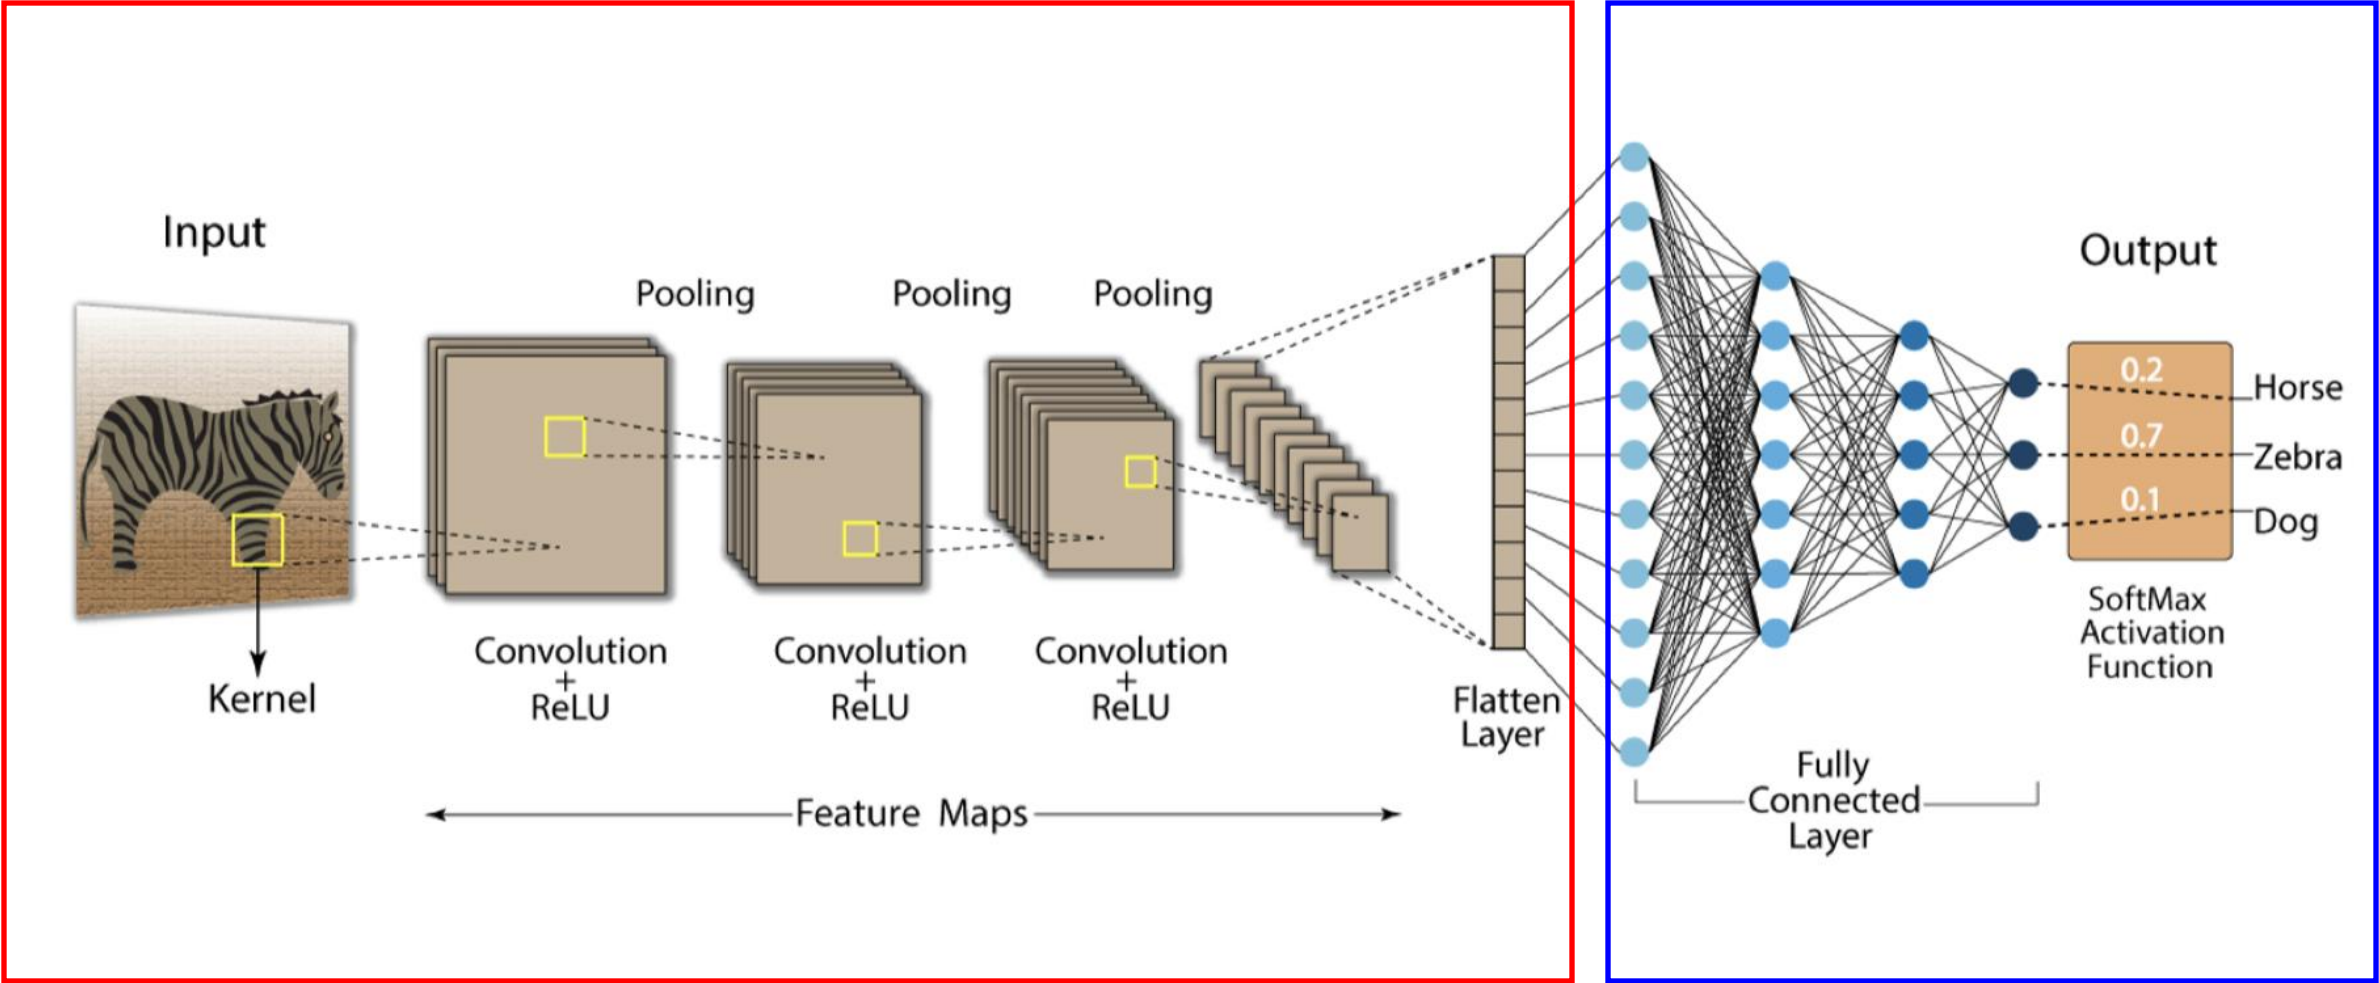 Input
Kernel
Pooling
Pooling
Pooling
Convolution
+
ReLU
Convolution
+
ReLU
Convolution
+
ReLU
Feature Maps
Flatten
Layer
Fully
Connected
Layer
Output
0.2
Horse
0.7
Zebra
0.1
Dog
SoftMax
Activation
Function